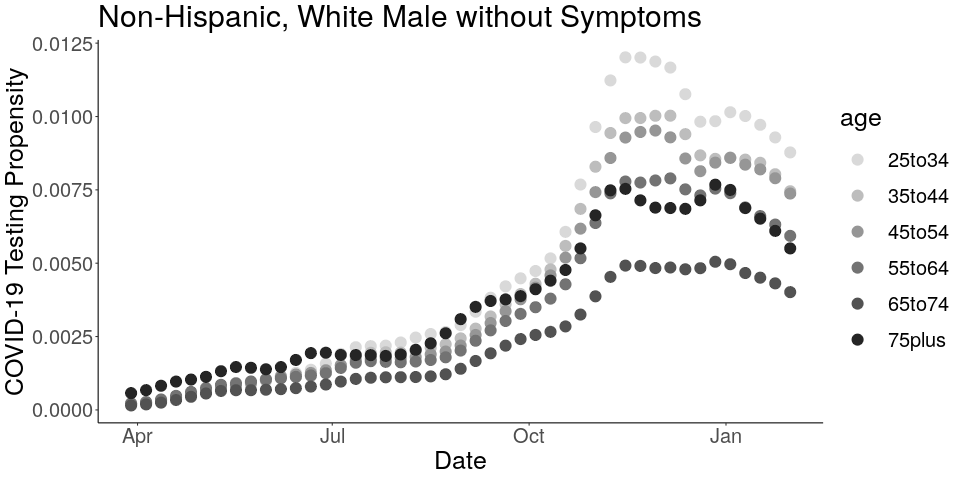 Non-Hispanic, White Male without Symptoms
COVID-19 Testing Propensity
0.0125
0.0100
0.0075
0.0050
0.0025
0.0000
Apr
Jul
Oct
Jan
Date
age
25to34
35to44
45to54
55to64
65to74
75plus